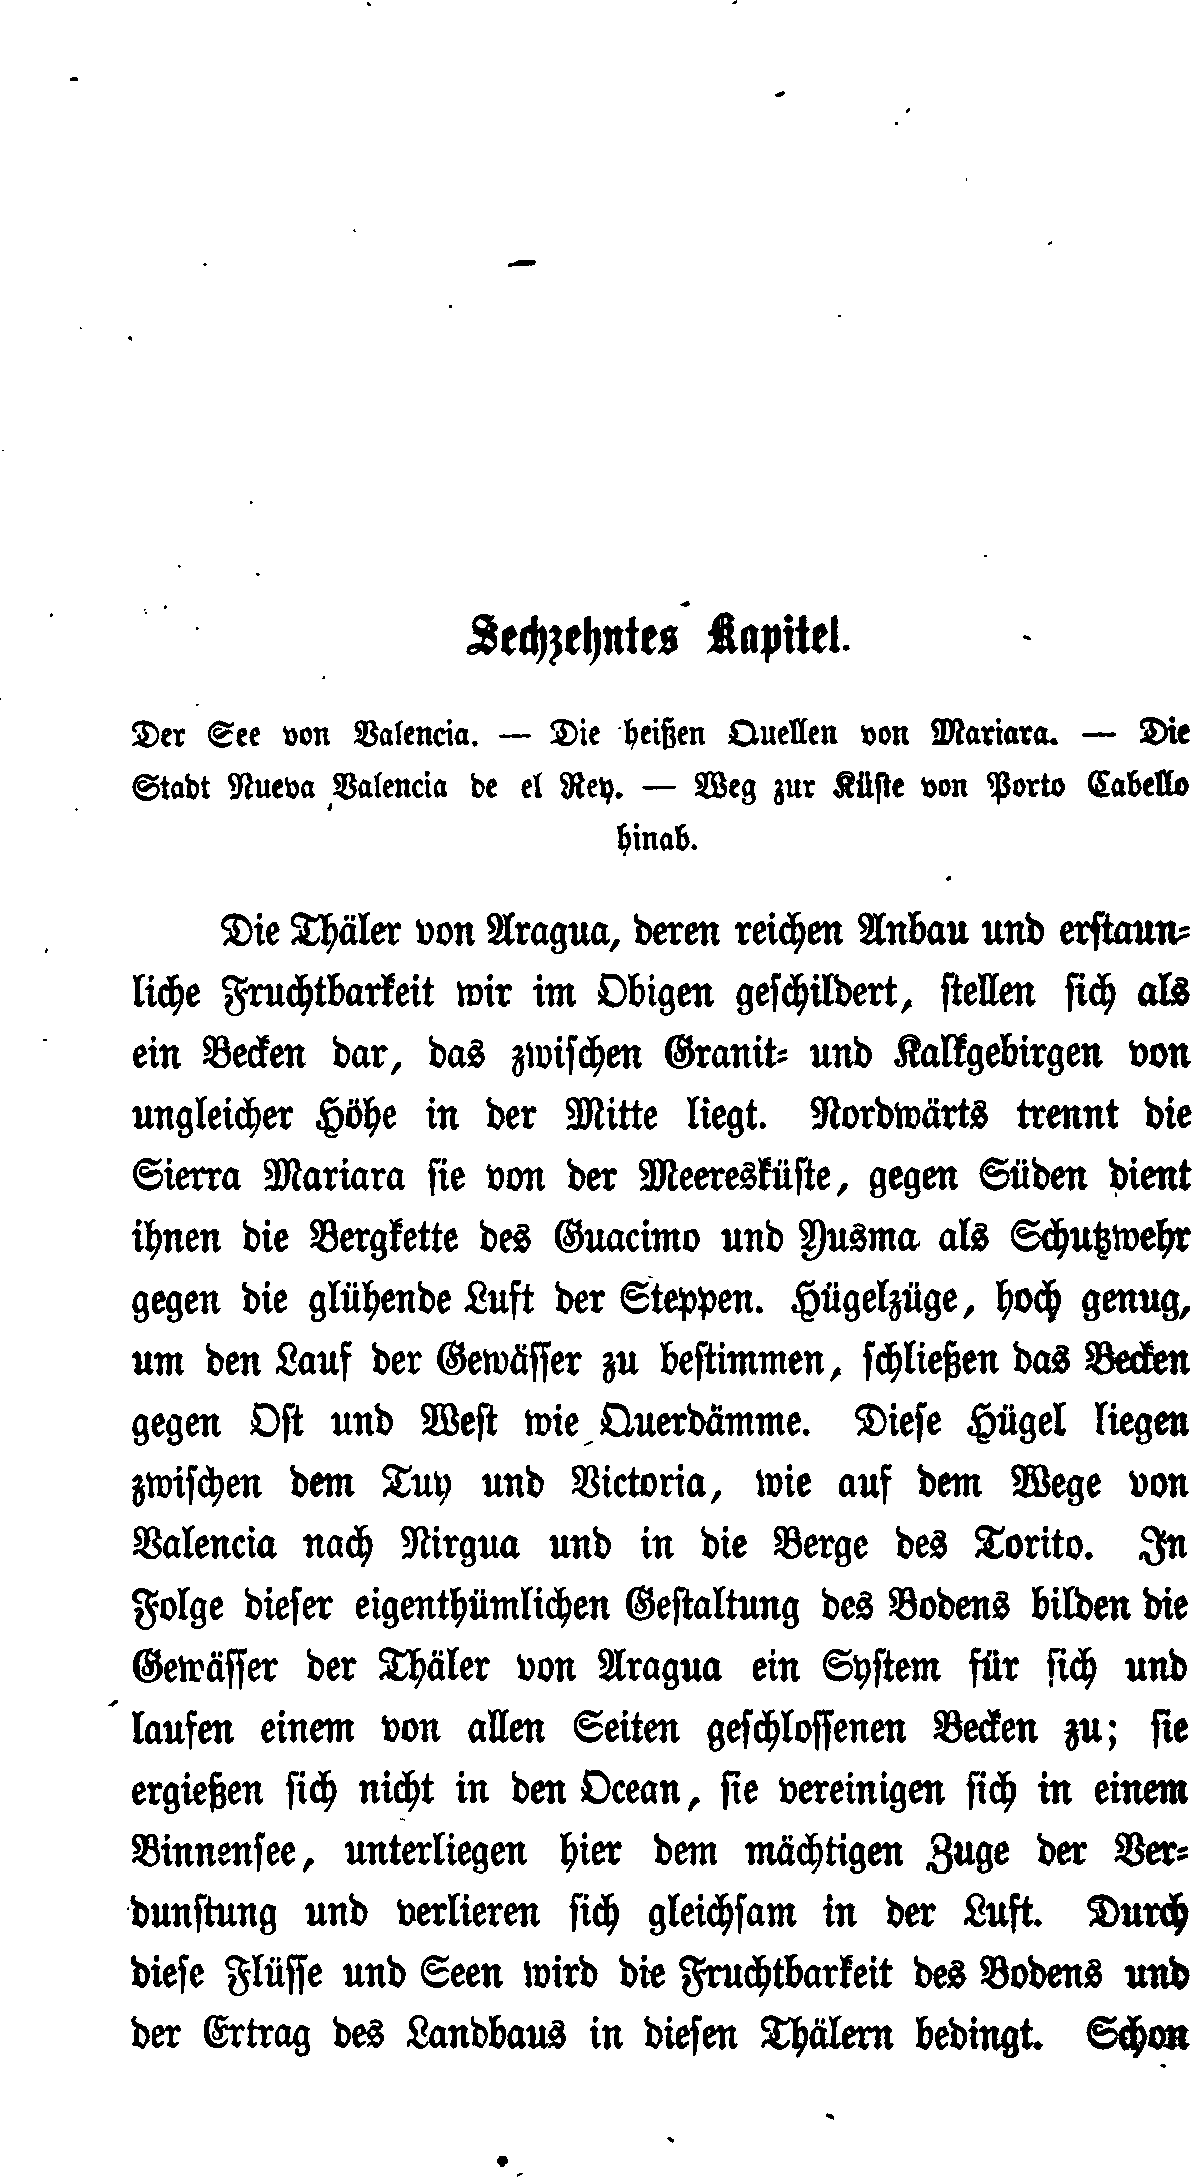 Sechzehntes Kapitel.
Der See von Valencia. — Die heißen Quellen von Mariara. — Die
Stadt Nueva Valencia de el Rey. — Weg zur Küste von Porto Cabello
hinab.
Die Thäler von Aragua, deren reichen Anbau und erstaun-
liche Fruchtbarkeit wir im Obigen geschildert, stellen sich als
ein Becken dar, das zwischen Granit- und Kalkgebirgen von
ungleicher Höhe in der Mitte liegt. Nordwärts trennt die
Sierra Mariara sie von der Meeresküste, gegen Süden dient
ihnen die Bergkette des Guacimo und Yusma als Schutzwehr
gegen die glühende Luft der Steppen. Hügelzüge, hoch genug,
um den Lauf der Gewässer zu bestimmen, schließen das Becken
gegen Ost und West wie Querdämme. Diese Hügel liegen
zwischen dem Tuy und Victoria, wie auf dem Wege von
Valencia nach Nirgua und in die Berge des Torito. In
Folge dieser eigenthümlichen Gestaltung des Bodens bilden die
Gewässer der Thäler von Aragua ein System für sich und
laufen einem von allen Seiten geschlossenen Becken zu; sie
ergießen sich nicht in den Ocean, sie vereinigen sich in einem
Binnensee, unterliegen hier dem mächtigen Zuge der Ver-
dunstung und verlieren sich gleichsam in der Luft. Durch
diese Flüsse und Seen wird die Fruchtbarkeit des Bodens und
der Ertrag des Landbaus in diesen Thälern bedingt. Schon